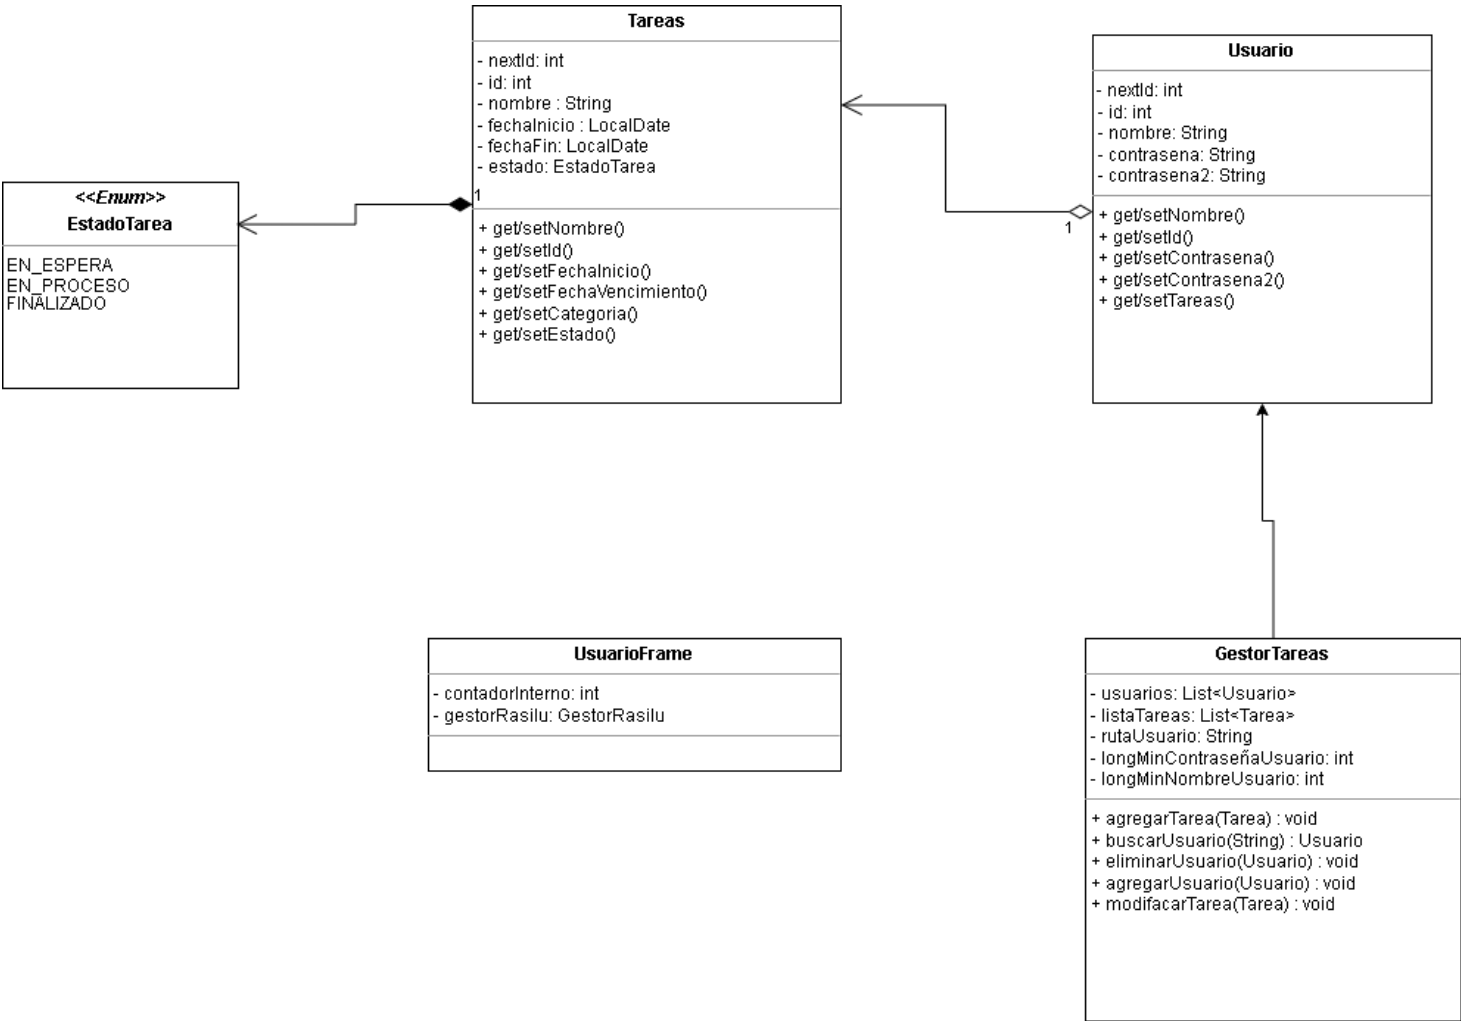 Tareas
- nextId: int
- id: int
- nombre : String
- fechaInicio : LocalDate
- fechaFin: LocalDate
- estado: EstadoTarea
1
+ get/setNombre()
+ get/setId()
+ get/setFechaInicio()
+ get/setFechaVencimiento()
+ get/setCategoria()
+ get/setEstado()
Usuario
- nextId: int
- id: int
- nombre: String
- contrasena: String
- contrasena2: String
1
+ get/setNombre()
+ get/setId()
+ get/setContrasena()
+ get/setContrasena2()
+ get/setTareas()
<<Enum>>
EstadoTarea
EN_ESPERA
EN_PROCESO
FINALIZADO
UsuarioFrame
- contadorInterno: int
- gestorRasilu: GestorRasilu
GestorTareas
- usuarios: List<Usuario>
- listaTareas: List<Tarea>
- rutaUsuario: String
- longMinContraseñaUsuario: int
- longMinNombreUsuario: int
+ agregarTarea(Tarea) : void
+ buscarUsuario(String) : Usuario
+ eliminarUsuario(Usuario) : void
+ agregarUsuario(Usuario) : void
+ modifacarTarea(Tarea) : void